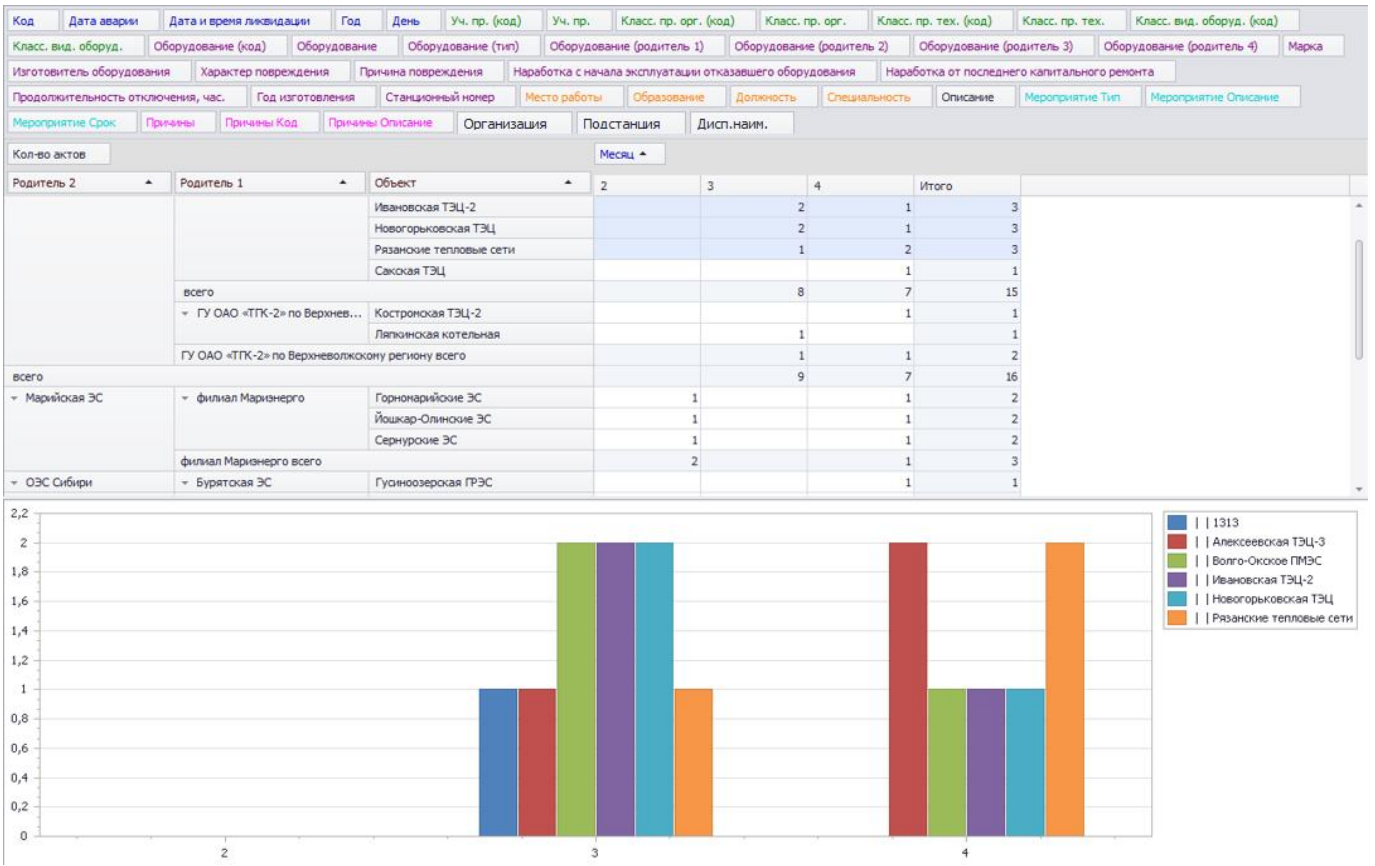 Код Дата аварии Дата и время ликвидации Год День Уч. пр. (код) Уч. пр. Класс. пр. орг. (код) Класс. пр. орг. Класс. пр. тех. (код) Класс. пр. тех. Класс. вид. оборуд. (код)
Класс. вид. оборуд. Оборудование (код) Оборудование Оборудование (тип) Оборудование (родитель 1) Оборудование (родитель 2) Оборудование (родитель 3) Оборудование (родитель 4) Марка
Изготовитель оборудования Характер повреждения Причина повреждения Наработка с начала эксплуатации отказавшего оборудования Наработка от последнего капитального ремонта
Продолжительность отключения, час. Год изготовления Станционный номер Место работы Образование Должность Специальность Описание Мероприятие Тип Мероприятие Описание
Мероприятие Срок Причины Причины Код Причины Описание Организация Подстанция Дисп.наим.
Кол-во актов Месяц
Родитель 2 Родитель 1 Объект 2 3 4 Итого
Ивановская ТЭЦ-2 2 1 3
Новогорьковская ТЭЦ 2 1 3
Рязанские тепловые сети 1 2 3
Сакская ТЭЦ 1 1
всего 8 7 15
ГУ ОАО «ТГК-2» по Верхнев... Костромская ТЭЦ-2 1 1
Ляпкинская котельная 1 1
ГУ ОАО «ТГК-2» по Верхневолжскому региону всего 1 1 2
всего 9 7 16
Марийская ЭС филиал Мариэнерго Горномарийские ЭС 1 1 2
Йошкар-Олинские ЭС 1 1 2
Сернурские ЭС 1 1 2
филиал Мариэнерго всего 2 1 3
ОЭС Сибири Бурятская ЭС Гусиноозерская ГРЭС 1 1
2,2
2
1,8
1,6
1,4
1,2
1
0,8
0,6
0,4
0,2
0
2 3 4
| | 1313
| | Алексеевская ТЭЦ-3
| | Волго-Окское ПМЭС
| | Ивановская ТЭЦ-2
| | Новогорьковская ТЭЦ
| | Рязанские тепловые сети